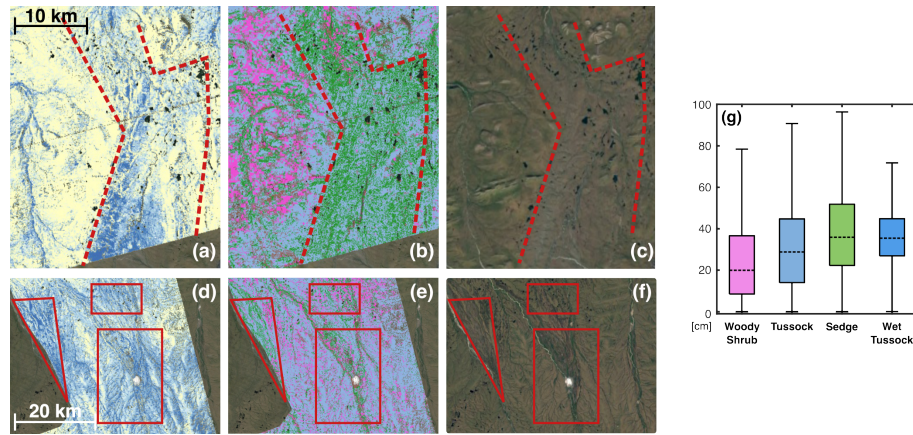 10 km
(a)
(b)
(c)
20 km
(d)
(e)
(f)
(g)
100
80
60
40
20
0
[cm]
Woody Shrub
Tussock
Sedge
Wet Tussock